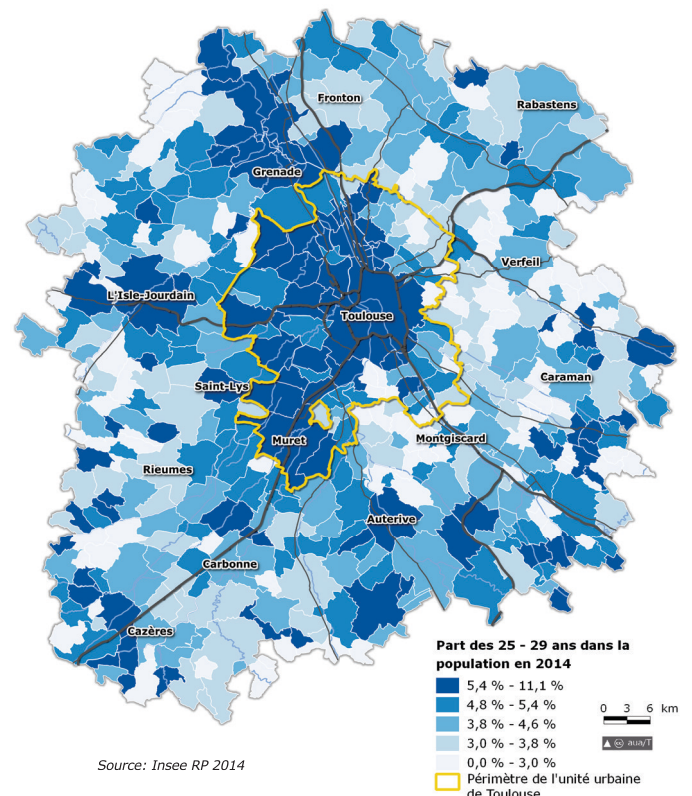 Fronton
Rabastens
Grenade
Verfeil
L'Isle-Jourdain
Toulouse
Caraman
Saint-Lys
Muret
Montgiscard
Rieumes
Auterive
Carbonne
Cazères
Part des 25 - 29 ans dans la
population en 2014
5,4 % - 11,1 %
4,8 % - 5,4 %
3,8 % - 4,6 %
3,0 % - 3,8 %
0,0 % - 3,0 %
Périmètre de l'unité urbaine
de Toulouse
0 3 6 km
cc aua/T
Source: Insee RP 2014